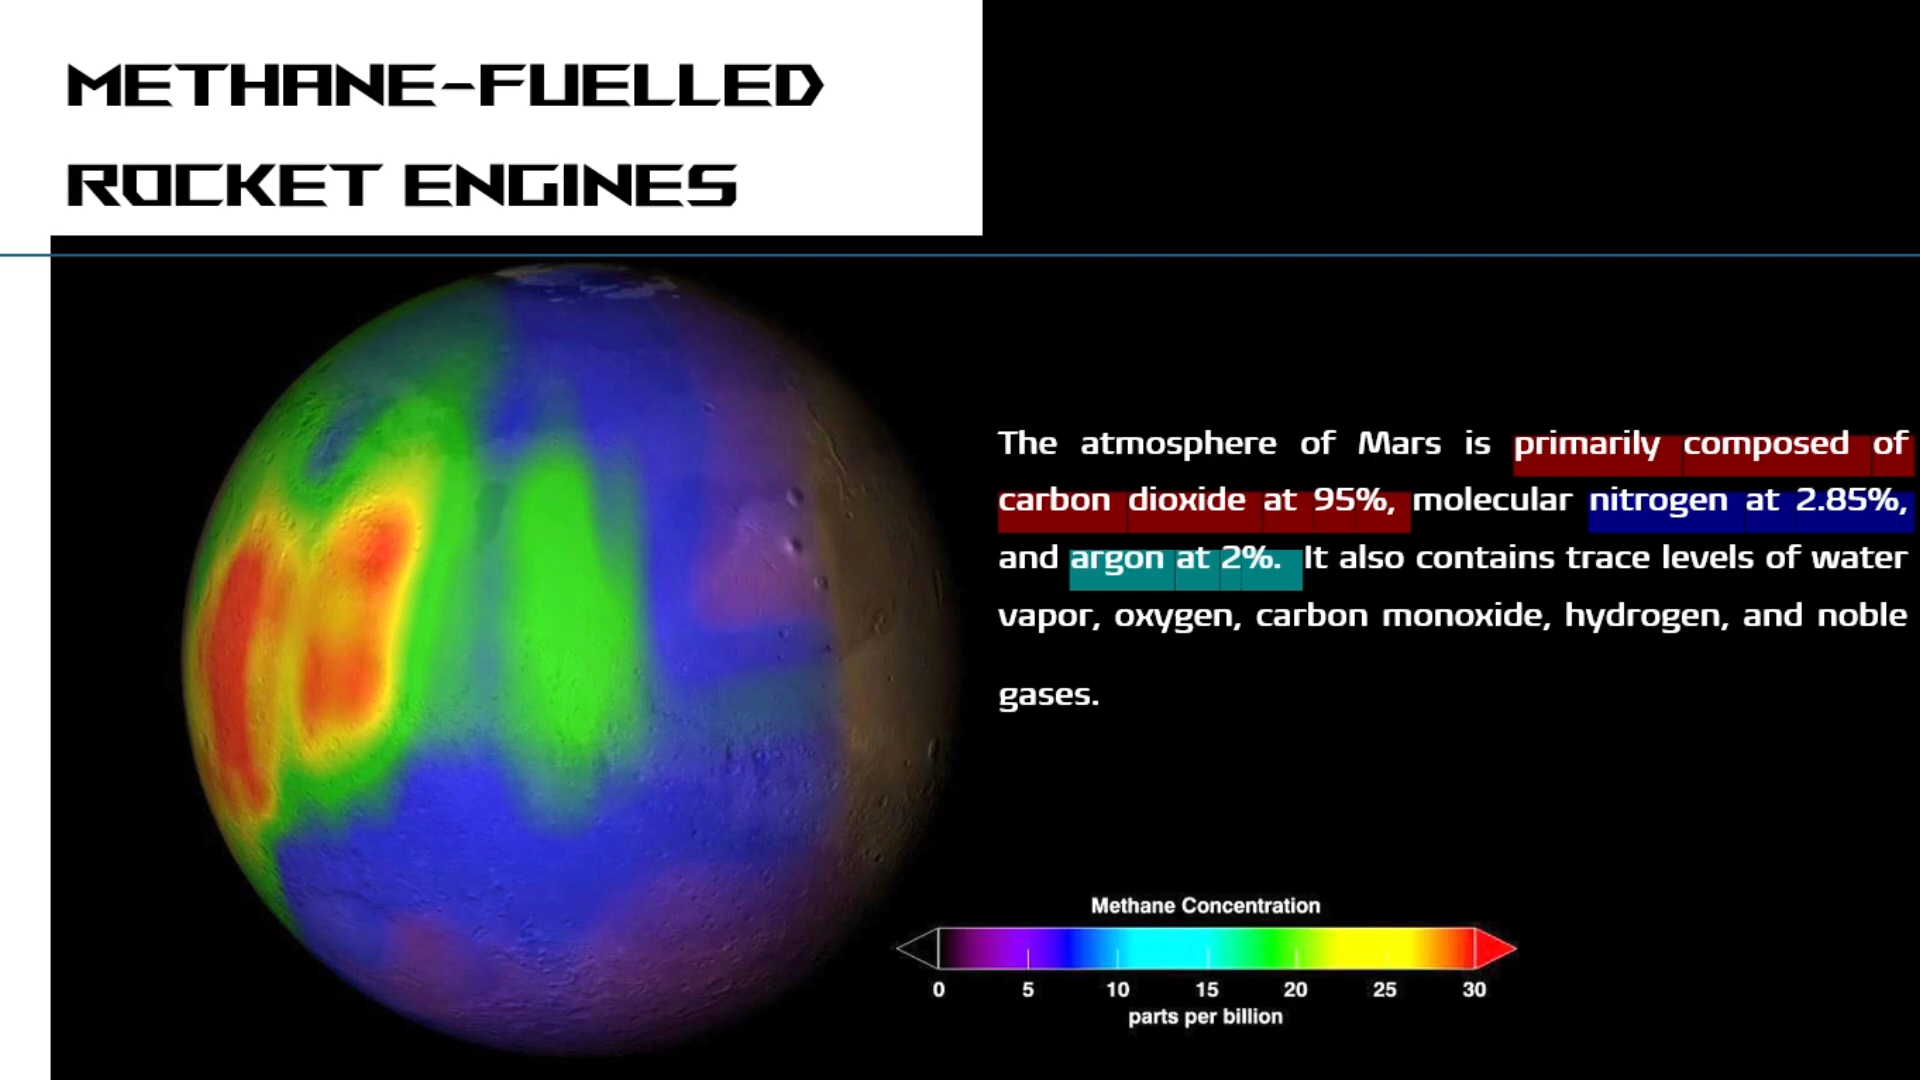 METHANE-FUELLED
ROCKET ENGINES
The atmosphere of Mars is primarily composed of
carbon dioxide at 95%, molecular nitrogen at 2.85%,
and argon at 2%. It also contains trace levels of water
vapor, oxygen, carbon monoxide, hydrogen, and noble
gases.
Methane Concentration
0 5 10 15 20 25 30
parts per billion